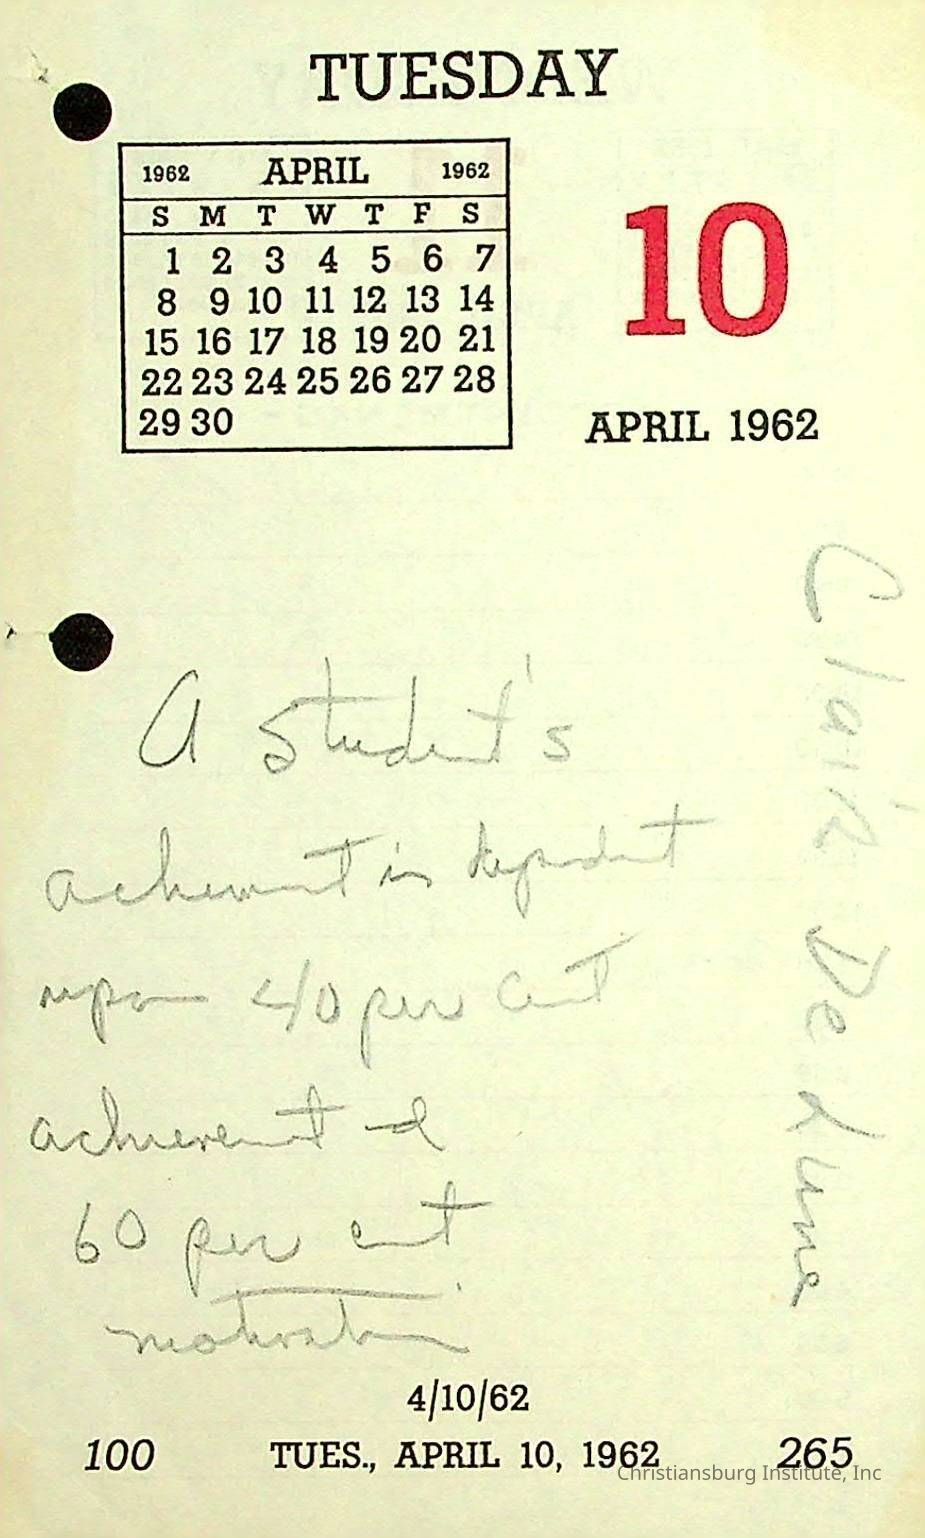 TUESDAY
1962 APRIL 1962
S M T W T F S
1 2 3 4 5 6 7
8 9 10 11 12 13 14
15 16 17 18 19 20 21
22 23 24 25 26 27 28
29 30
10
APRIL 1962
A Student's
achievement is dependent
upon 40 per cent
achievement &
60 per cent
motivation
Clair De Lune
4/10/62
100 TUES., APRIL 10, 1962 265
Christiansburg Institute, Inc